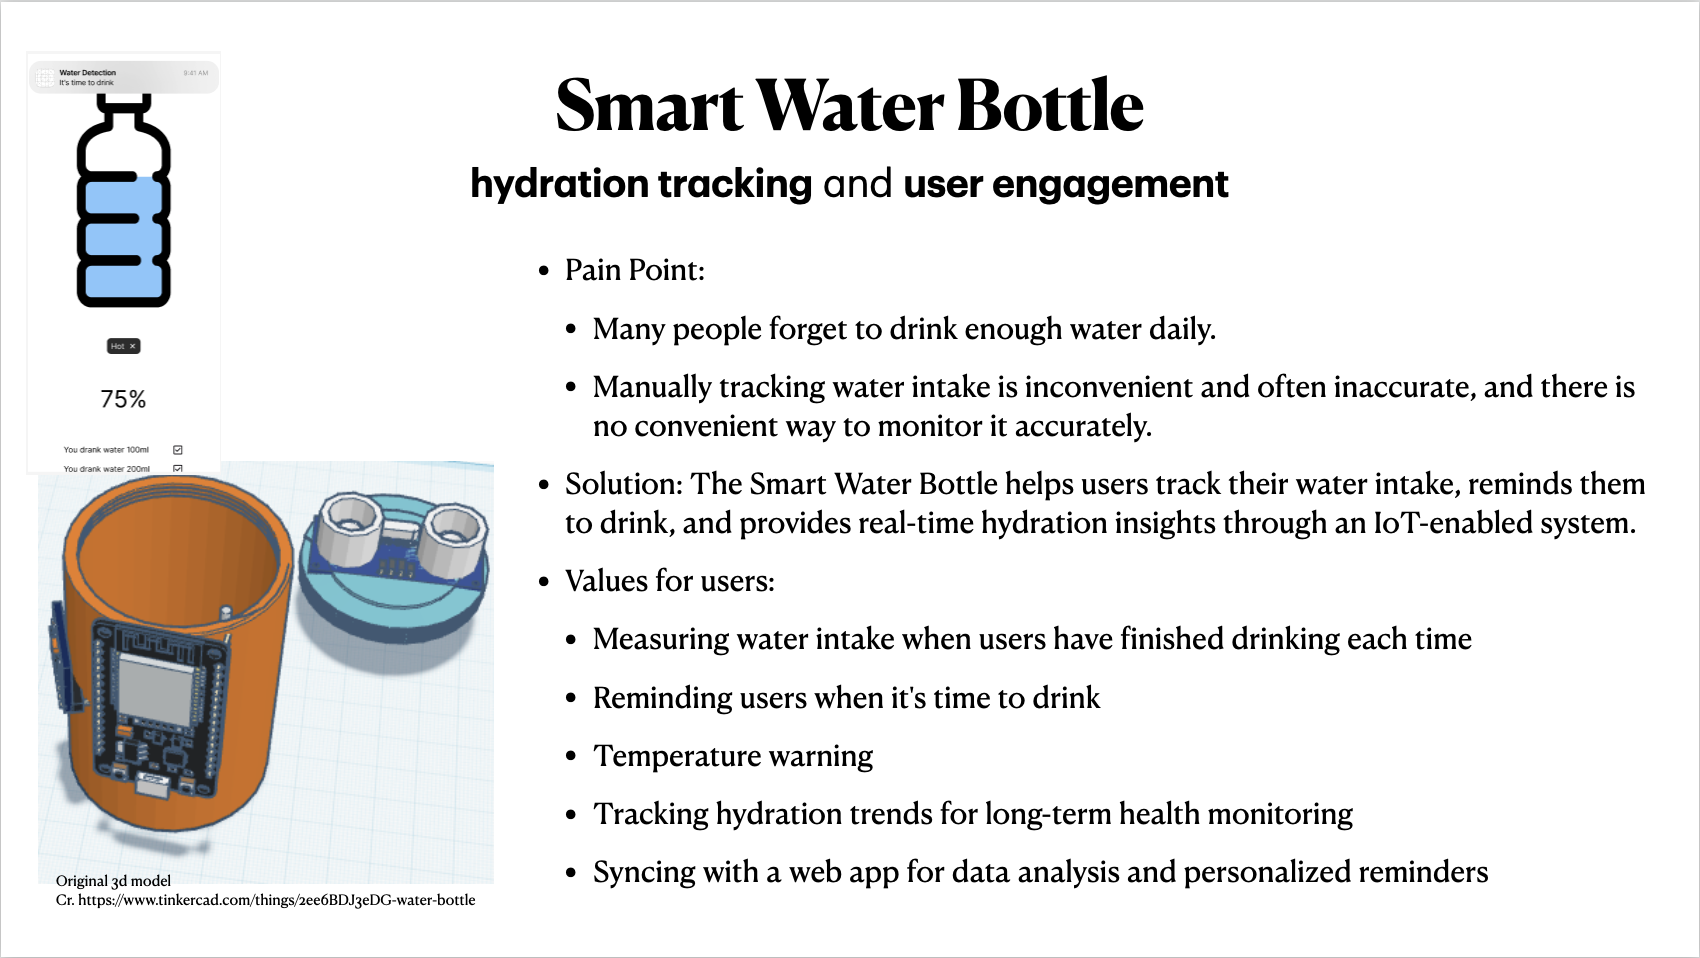 Water Detection
9:41 AM
It's time to drink
Hot ×
75%
You drank water 100ml
You drank water 200ml
Smart Water Bottle
hydration tracking and user engagement
• Pain Point:
• Many people forget to drink enough water daily.
• Manually tracking water intake is inconvenient and often inaccurate, and there is
no convenient way to monitor it accurately.
• Solution: The Smart Water Bottle helps users track their water intake, reminds them
to drink, and provides real-time hydration insights through an IoT-enabled system.
• Values for users:
• Measuring water intake when users have finished drinking each time
• Reminding users when it's time to drink
• Temperature warning
• Tracking hydration trends for long-term health monitoring
• Syncing with a web app for data analysis and personalized reminders
Original 3d model
Cr. https://www.tinkercad.com/things/2ee6BDJ3eDG-water-bottle